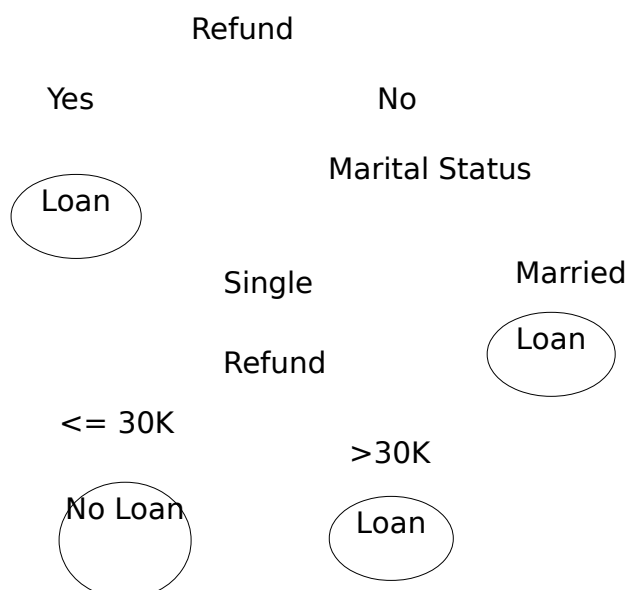 Refund
Yes
No
Marital Status
Loan
Single
Married
Loan
Refund
<= 30K
>30K
No Loan
Loan